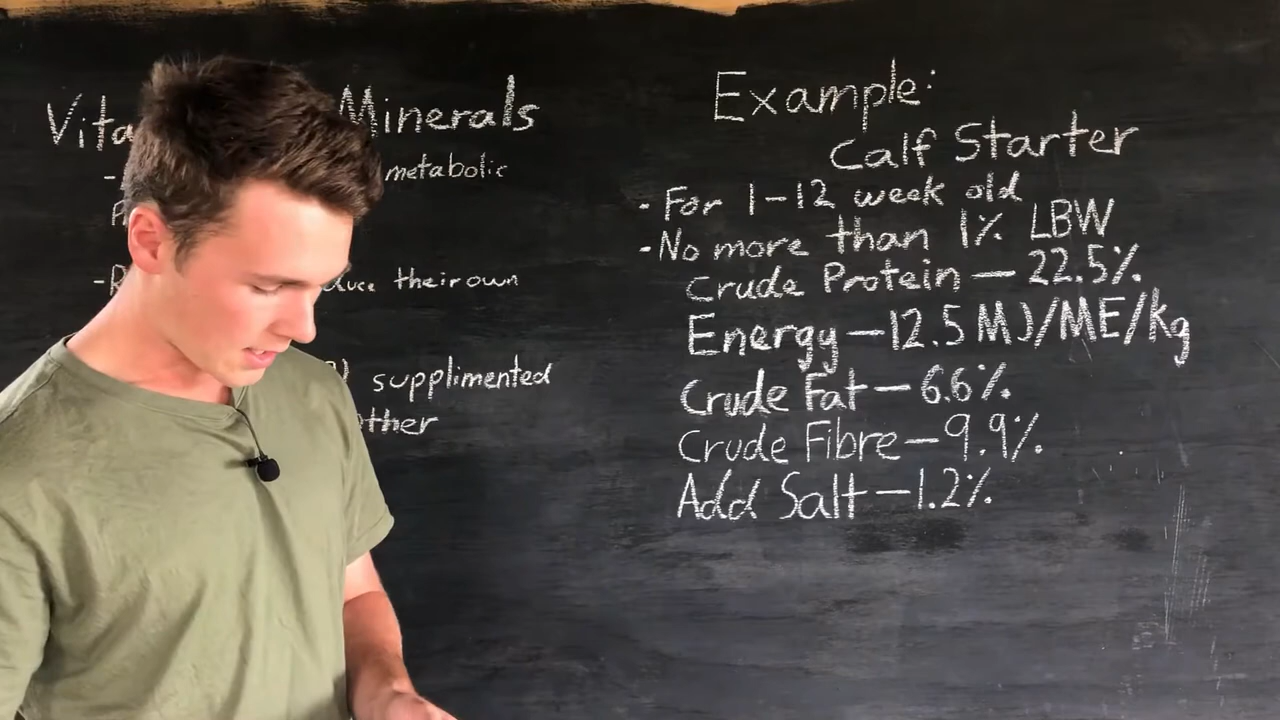 Minerals
metabolic
their own
supplimented
other
Example:
Calf Starter
- For 1-12 week old
- No more than 1% LBW
Crude Protein — 22.5%
Energy — 12.5 MJ/ME/kg
Crude Fat — 6.6%
Crude Fibre — 9.9%
Add Salt — 1.2%